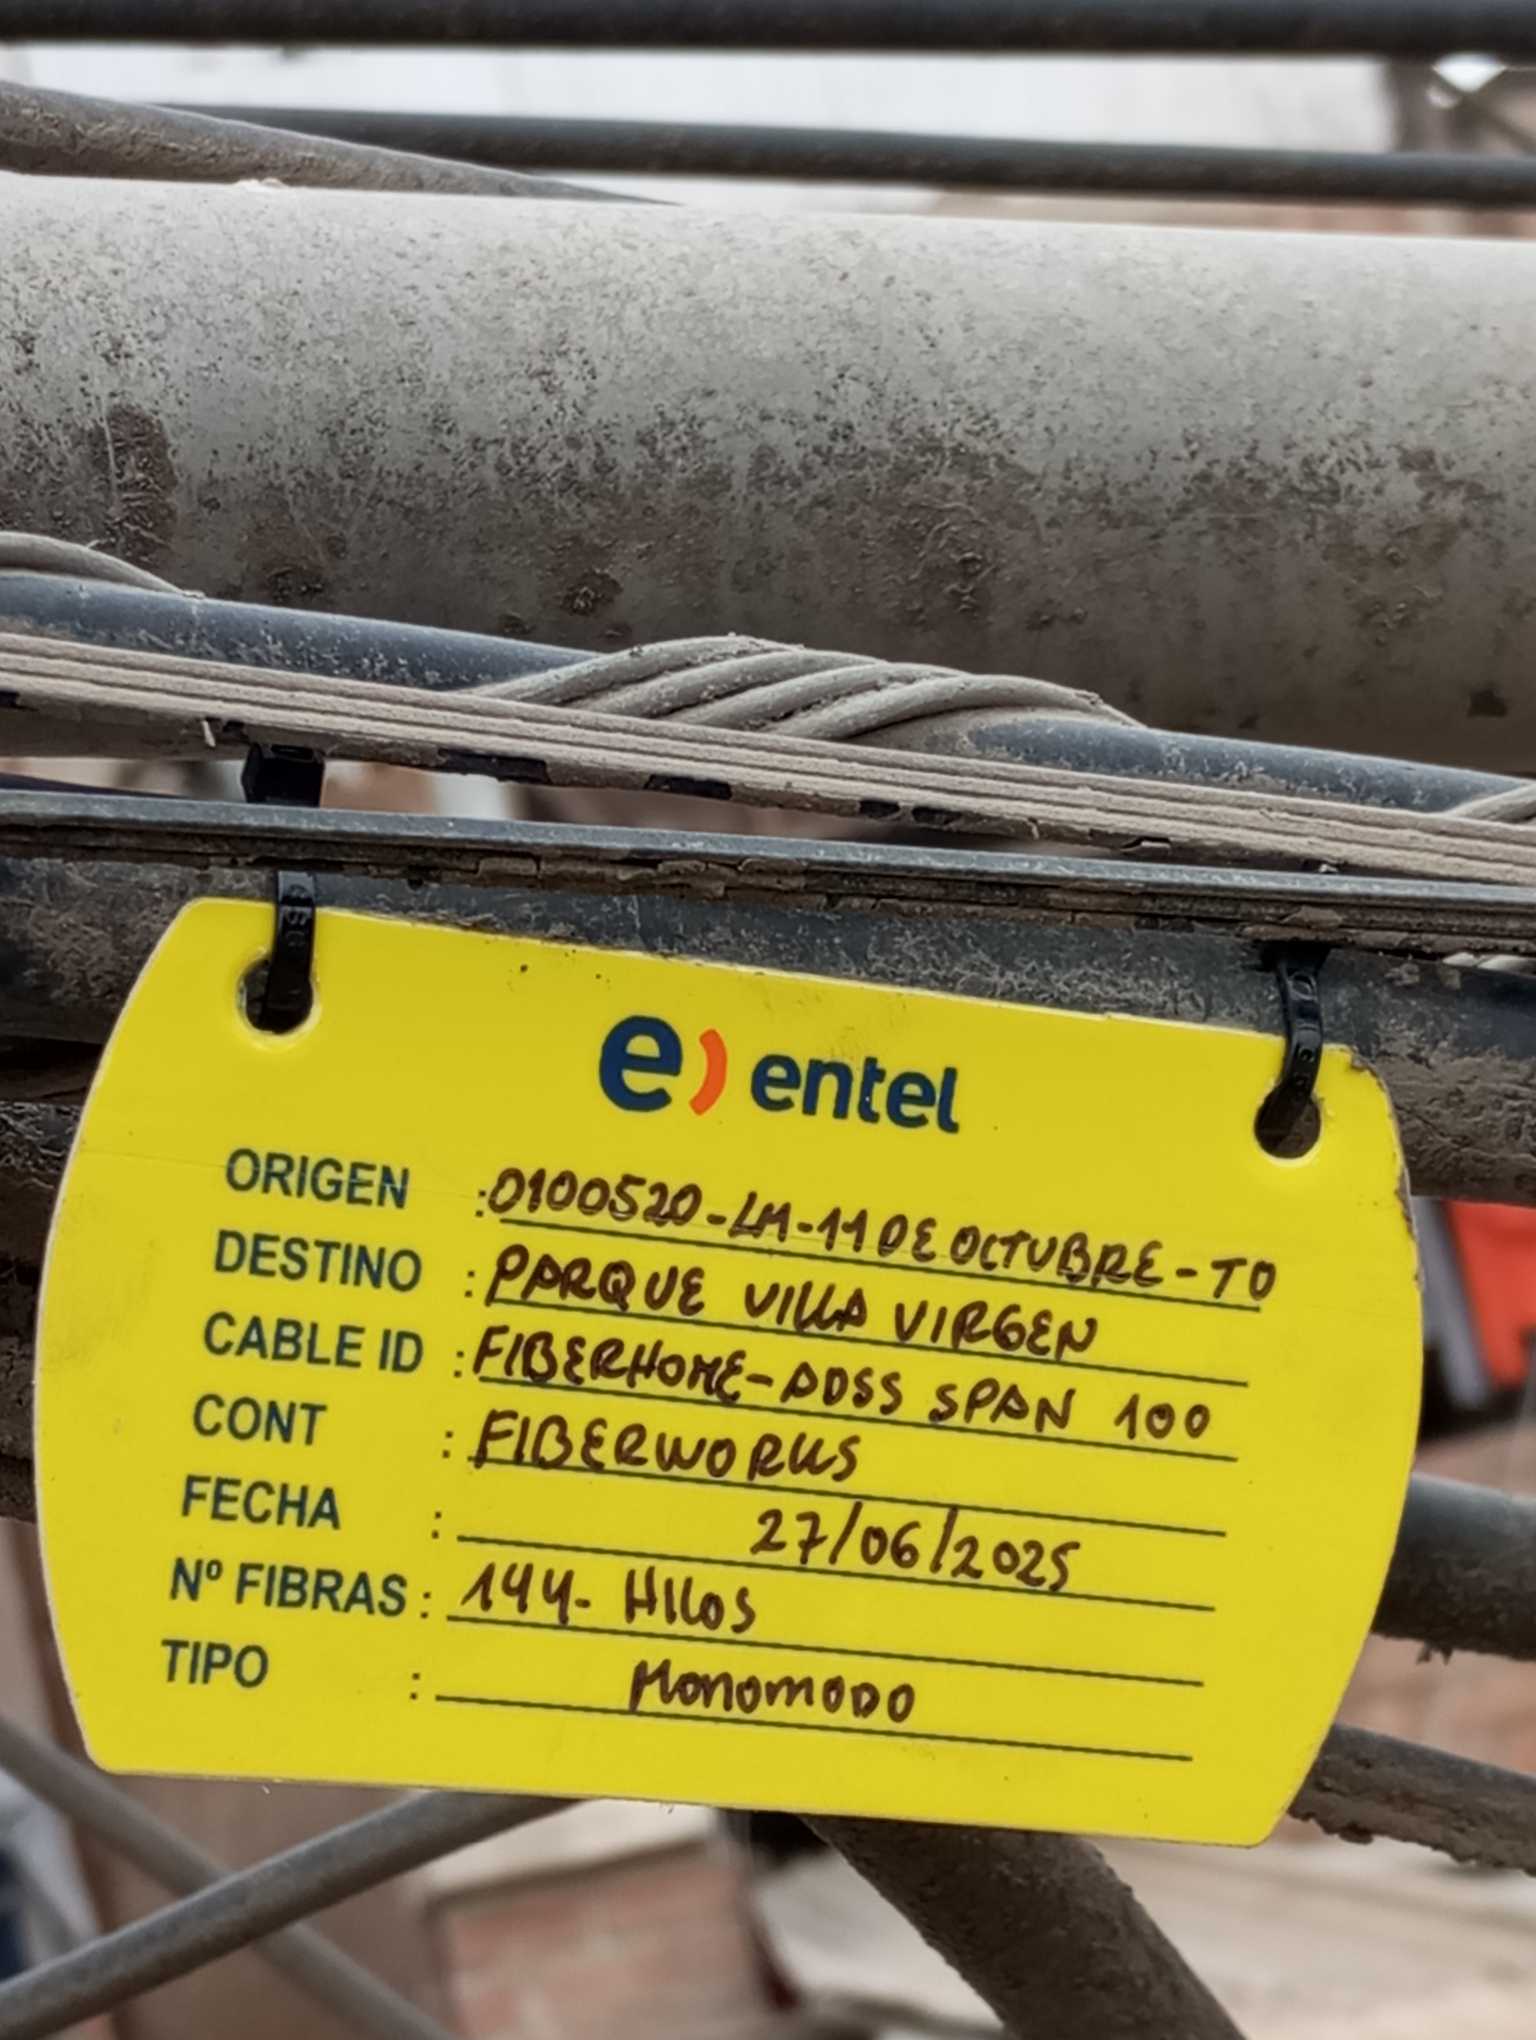 e) entel
ORIGEN : 0100520-LM-11 DE OCTUBRE-TD
DESTINO : PARQUE VILLA VIRGEN
CABLE ID : FIBERHOME-ADSS SPAN 100
CONT : FIBERWORKS
FECHA : 27/06/2025
Nº FIBRAS : 144- HILOS
TIPO : MONOMODO